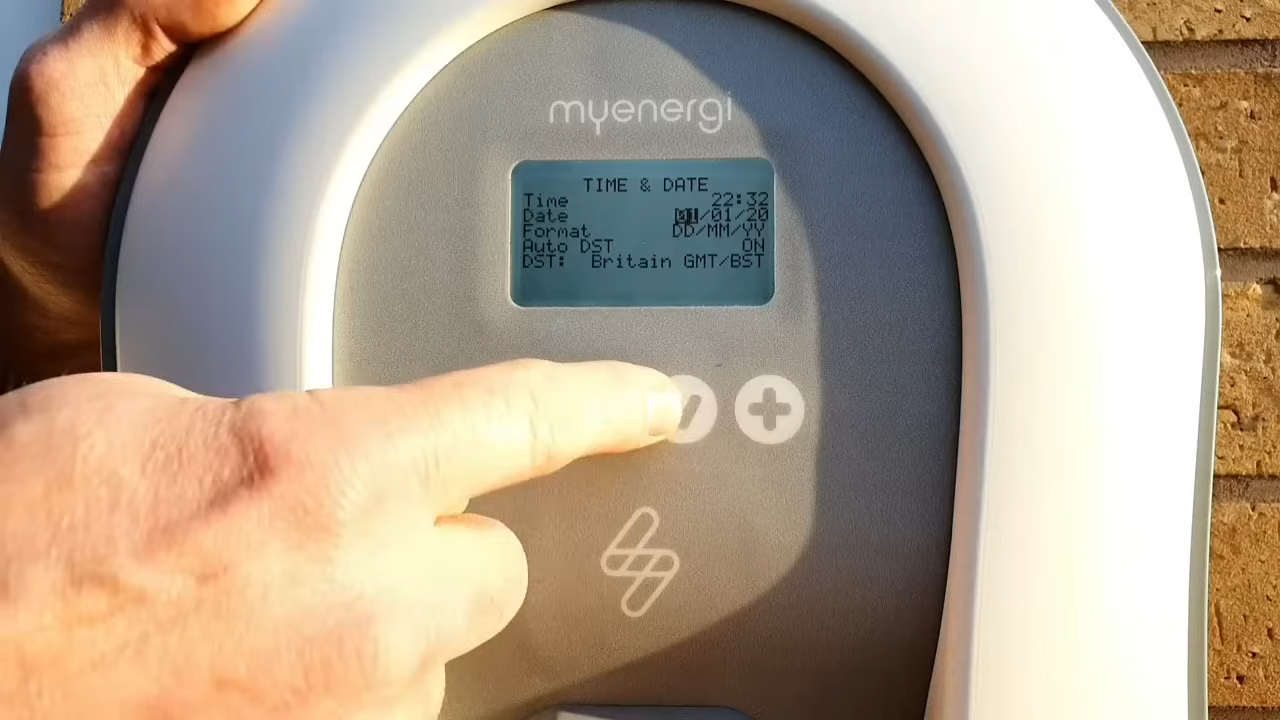 myenergi
TIME & DATE
Time 22:32
Date 01/01/20
Format DD/MM/YY
Auto DST ON
DST: Britain GMT/BST